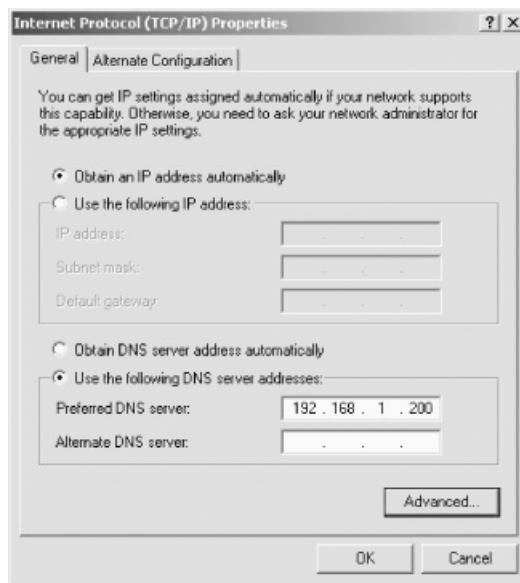 Internet Protocol (TCP/IP) Properties
General
Alternate Configuration
You can get IP settings assigned automatically if your network supports
this capability. Otherwise, you need to ask your network administrator for
the appropriate IP settings.
Obtain an IP address automatically
Use the following IP address:
IP address:
Subnet mask:
Default gateway:
Obtain DNS server address automatically
Use the following DNS server addresses:
Preferred DNS server: 192 . 168 . 1 . 200
Alternate DNS server: . . .
Advanced...
OK Cancel